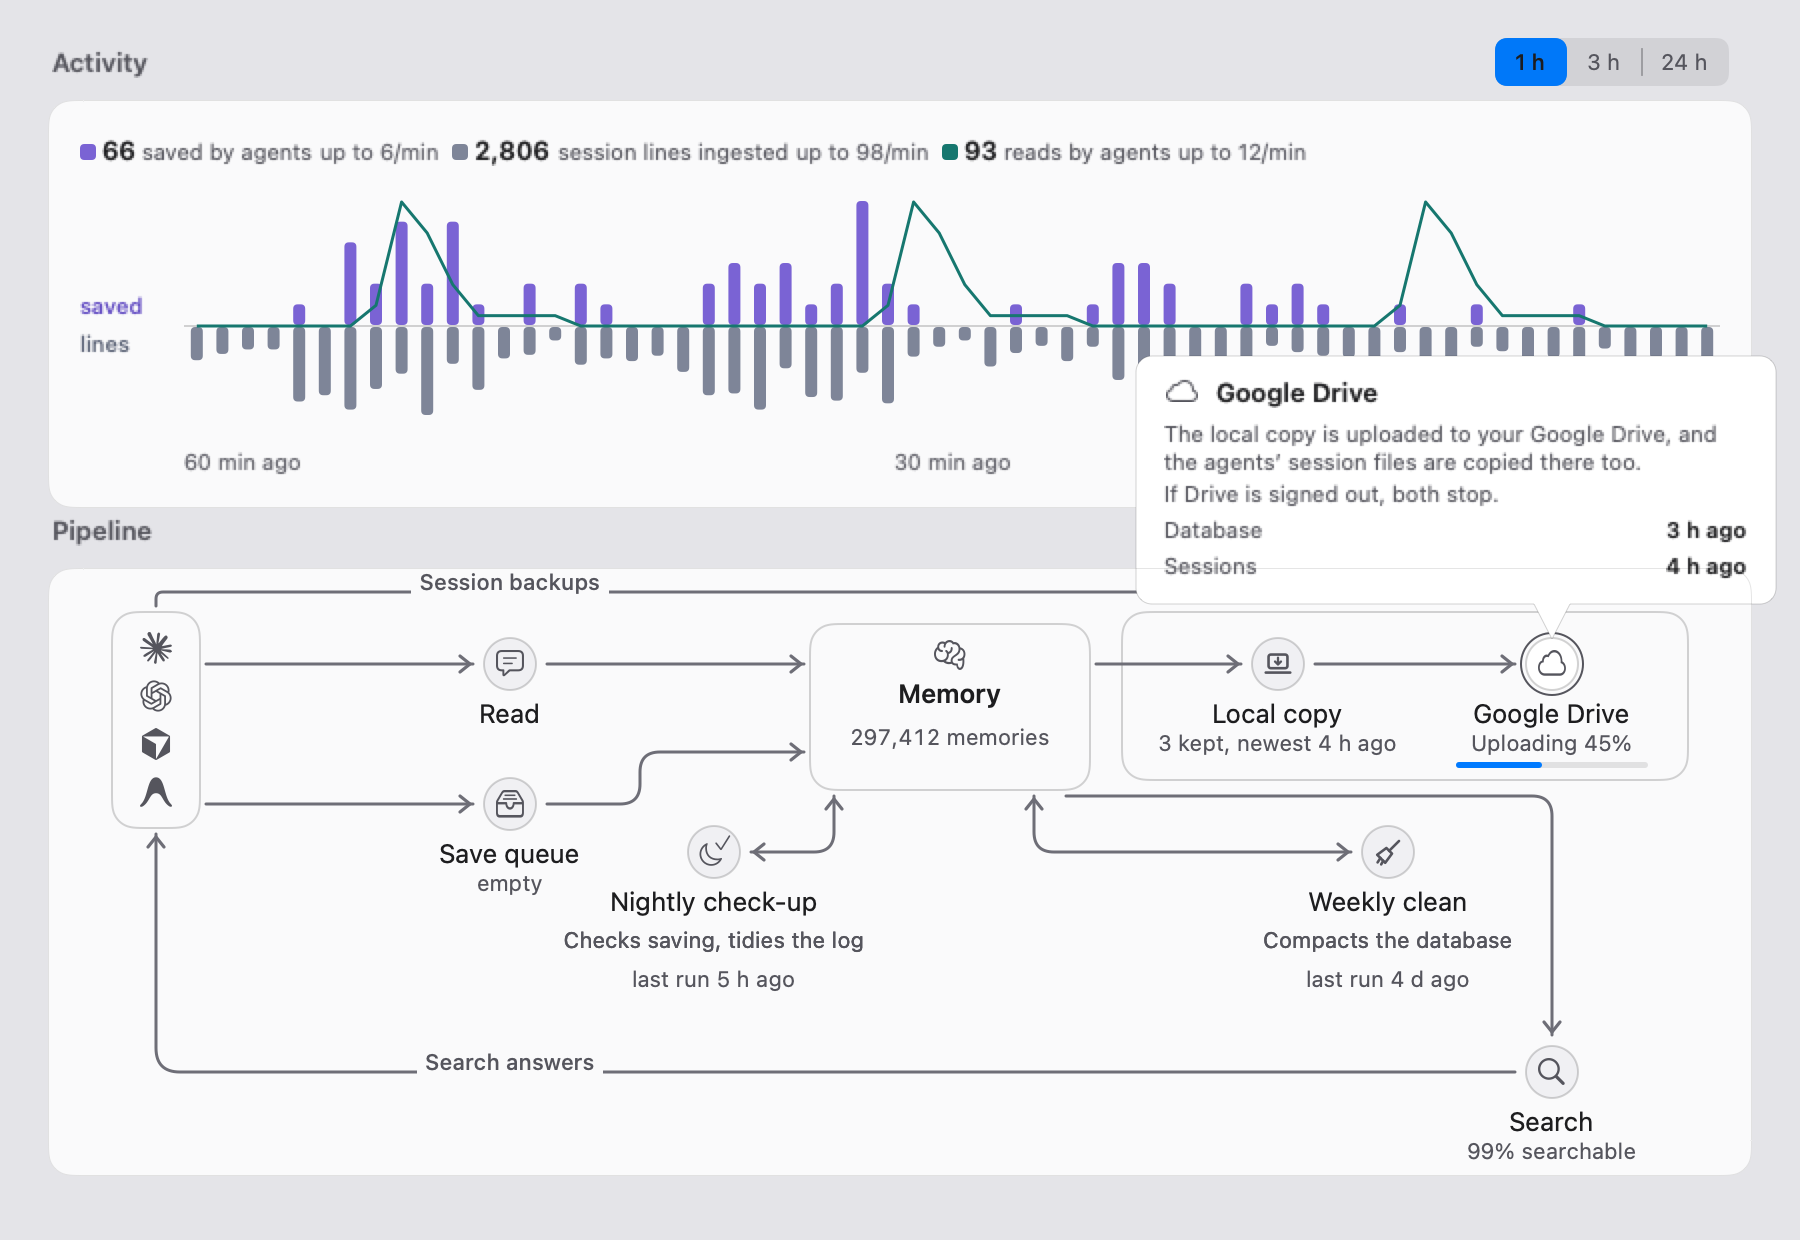 Activity
1 h 3 h 24 h
66 saved by agents up to 6/min 2,806 session lines ingested up to 98/min 93 reads by agents up to 12/min
saved
lines
60 min ago
30 min ago
Google Drive
The local copy is uploaded to your Google Drive, and
the agents’ session files are copied there too.
If Drive is signed out, both stop.
Database 3 h ago
Sessions 4 h ago
Pipeline
Session backups
Read
Memory
297,412 memories
Local copy
3 kept, newest 4 h ago
Google Drive
Uploading 45%
Save queue
empty
Nightly check-up
Checks saving, tidies the log
last run 5 h ago
Weekly clean
Compacts the database
last run 4 d ago
Search answers
Search
99% searchable